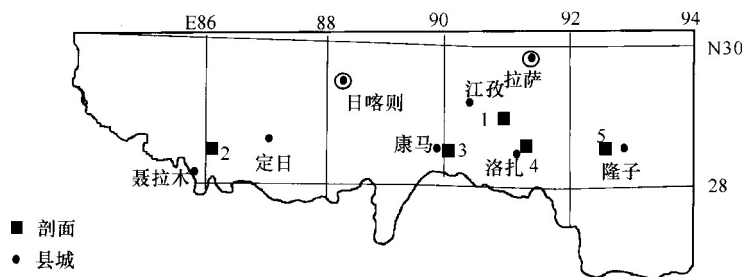 E86 88 90 92 94
N30
拉萨
江孜
日喀则
1
康马 3 洛扎 4 5 隆子
2 定日
聂拉木
28
■ 剖面
● 县城